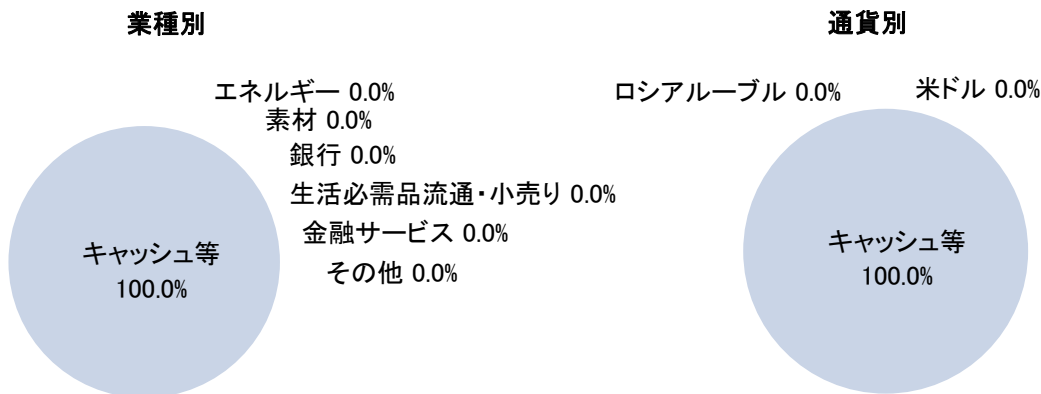 業種別
エネルギー 0.0%
素材 0.0%
銀行 0.0%
生活必需品流通・小売り 0.0%
金融サービス 0.0%
その他 0.0%
キャッシュ等
100.0%
通貨別
ロシアルーブル 0.0%
米ドル 0.0%
キャッシュ等
100.0%